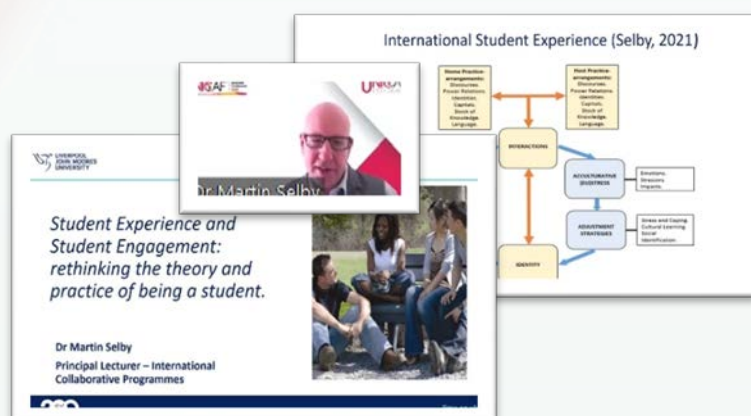 International Student Experience (Selby, 2021)
Home Practice-
arrangements:
Discourses.
Power Relations.
Identities.
Capitals.
Stock of
Knowledge.
Language.
Host Practice-
arrangements:
Discourses.
Power Relations.
Identities.
Capitals.
Stock of
Knowledge.
Language.
INTERACTIONS
ACCULTURATIVE
(EU)STRESS
Emotions.
Stressors.
Impacts.
ADJUSTMENT
STRATEGIES
Stress and Coping
Cultural Learning
Social
Identification
IDENTITY
Dr Martin Selby
LIVERPOOL
JOHN MOORES
UNIVERSITY
Student Experience and
Student Engagement:
rethinking the theory and
practice of being a student.
Dr Martin Selby
Principal Lecturer – International
Collaborative Programmes